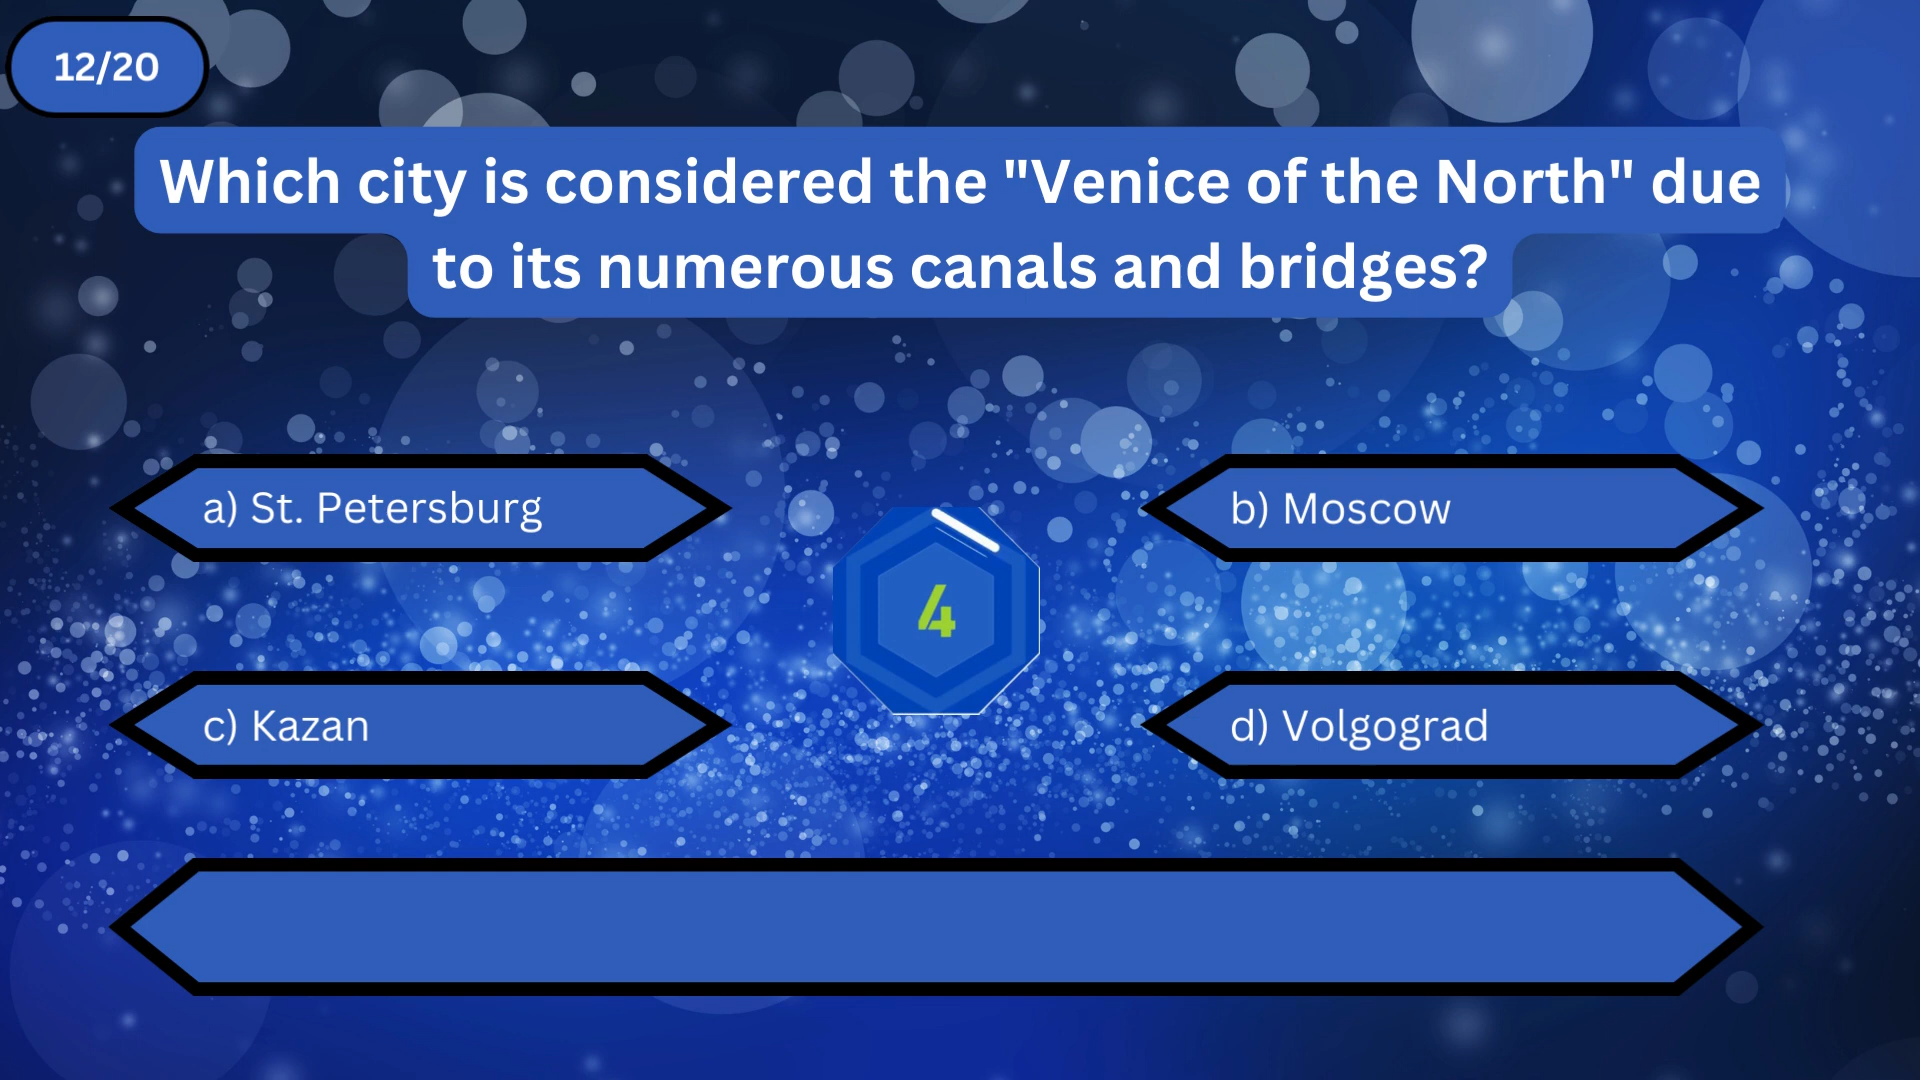 12/20
Which city is considered the "Venice of the North" due
to its numerous canals and bridges?
a) St. Petersburg
b) Moscow
4
c) Kazan
d) Volgograd